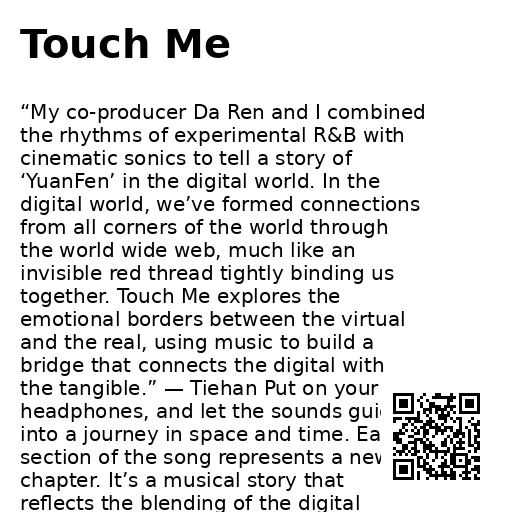 Touch Me
“My co-producer Da Ren and I combined
the rhythms of experimental R&B with
cinematic sonics to tell a story of
‘YuanFen’ in the digital world. In the
digital world, we’ve formed connections
from all corners of the world through
the world wide web, much like an
invisible red thread tightly binding us
together. Touch Me explores the
emotional borders between the virtual
and the real, using music to build a
bridge that connects the digital with
the tangible.” — Tiehan Put on your
headphones, and let the sounds
into a journey in space and time.
section of the song represents a
chapter. It’s a musical story that
reflects the blending of the digital